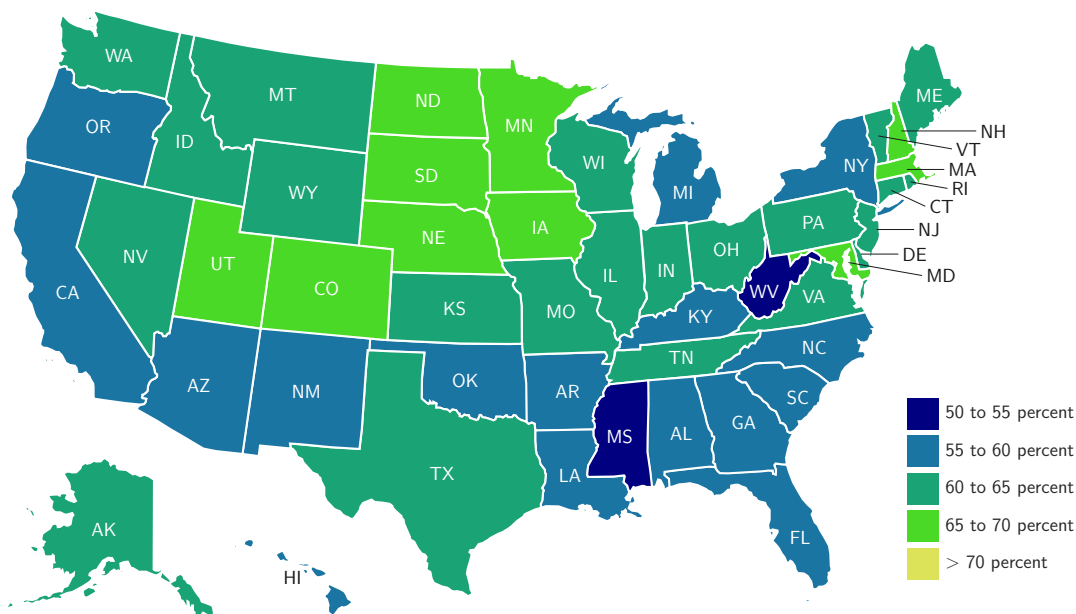 WA
ME
MT
ND
MN
OR
NH
ID
VT
WI
NY
MA
SD
RI
WY
MI
CT
PA
NJ
NE
IA
OH
NV
DE
UT
IN
IL
MD
CO
CA
WV
VA
KS
MO
KY
NC
TN
AZ
OK
NM
AR
SC
50 to 55 percent
GA
MS
AL
55 to 60 percent
TX
LA
60 to 65 percent
65 to 70 percent
AK
FL
> 70 percent
HI